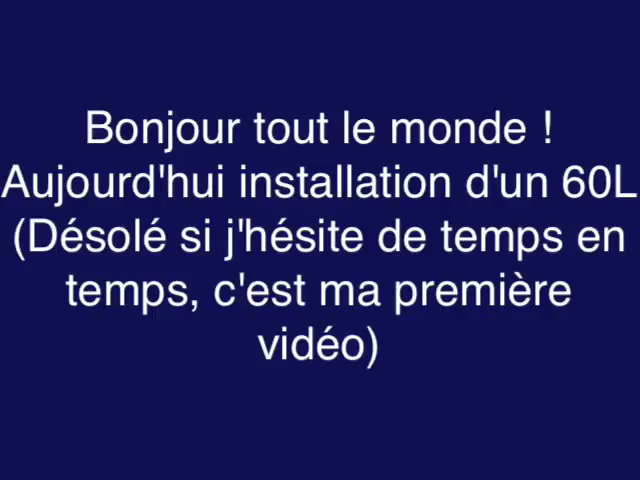 Bonjour tout le monde !
Aujourd'hui installation d'un 60L
(Désolé si j'hésite de temps en
temps, c'est ma première
vidéo)